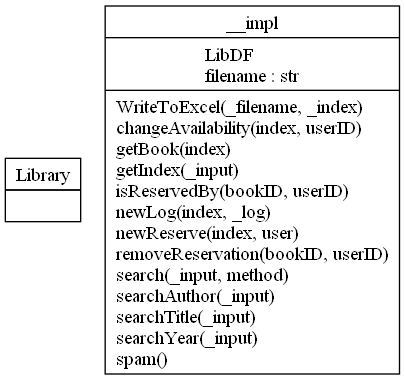 __impl
LibDF
filename : str
WriteToExcel(_filename, _index)
changeAvailability(index, userID)
getBook(index)
getIndex(_input)
isReservedBy(bookID, userID)
newLog(index, _log)
newReserve(index, user)
removeReservation(bookID, userID)
search(_input, method)
searchAuthor(_input)
searchTitle(_input)
searchYear(_input)
spam()
Library